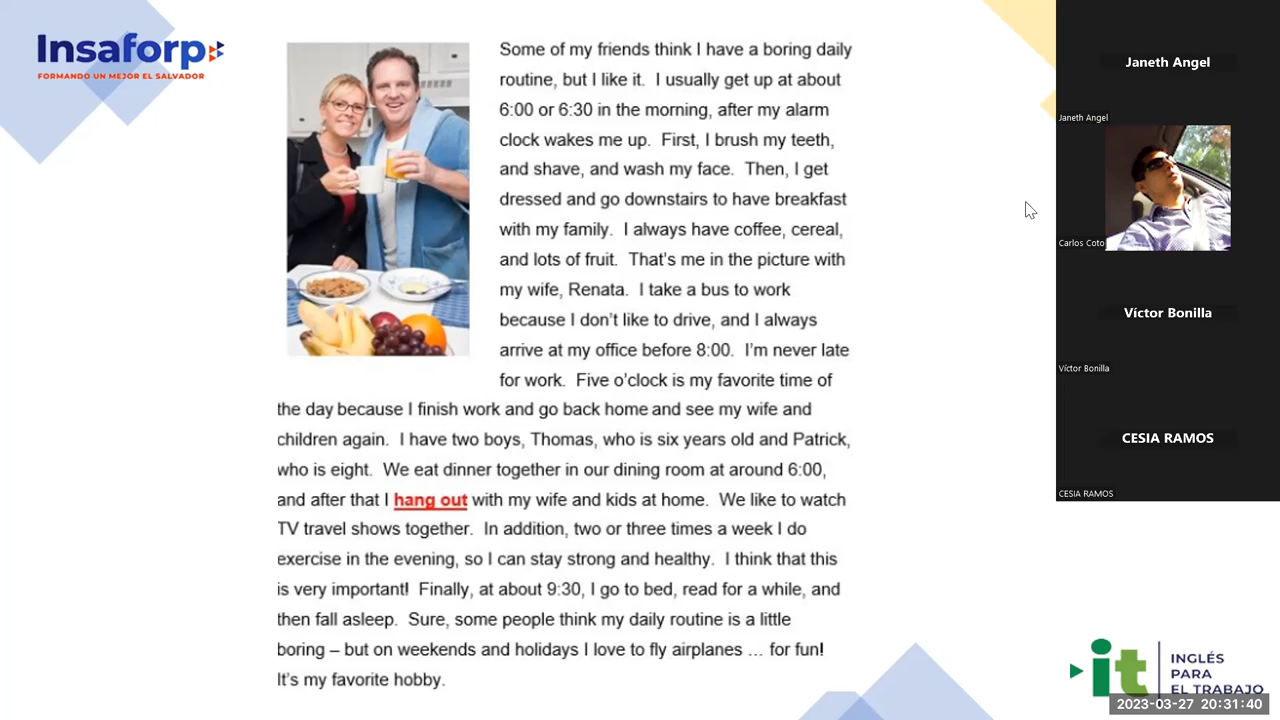 Insaforp
FORMANDO UN MEJOR EL SALVADOR
Some of my friends think I have a boring daily
routine, but I like it. I usually get up at about
6:00 or 6:30 in the morning, after my alarm
clock wakes me up. First, I brush my teeth,
and shave, and wash my face. Then, I get
dressed and go downstairs to have breakfast
with my family. I always have coffee, cereal,
and lots of fruit. That's me in the picture with
my wife, Renata. I take a bus to work
because I don't like to drive, and I always
arrive at my office before 8:00. I'm never late
for work. Five o'clock is my favorite time of
the day because I finish work and go back home and see my wife and
children again. I have two boys, Thomas, who is six years old and Patrick,
who is eight. We eat dinner together in our dining room at around 6:00,
and after that I hang out with my wife and kids at home. We like to watch
TV travel shows together. In addition, two or three times a week I do
exercise in the evening, so I can stay strong and healthy. I think that this
is very important! Finally, at about 9:30, I go to bed, read for a while, and
then fall asleep. Sure, some people think my daily routine is a little
boring – but on weekends and holidays I love to fly airplanes … for fun!
It's my favorite hobby.
Janeth Angel
Janeth Angel
Carlos Coto
Víctor Bonilla
Víctor Bonilla
CESIA RAMOS
CESIA RAMOS
it
INGLÉS
PARA
EL TRABAJO
2023-03-27 20:31:40